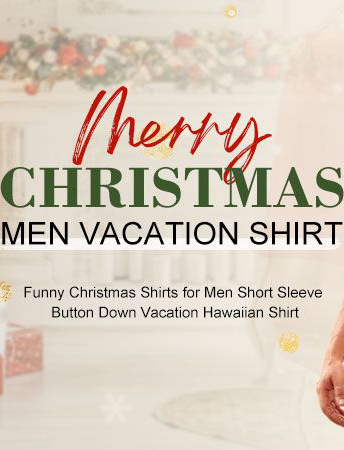 Merry
CHRISTMAS
MEN VACATION SHIRT
Funny Christmas Shirts for Men Short Sleeve
Button Down Vacation Hawaiian Shirt